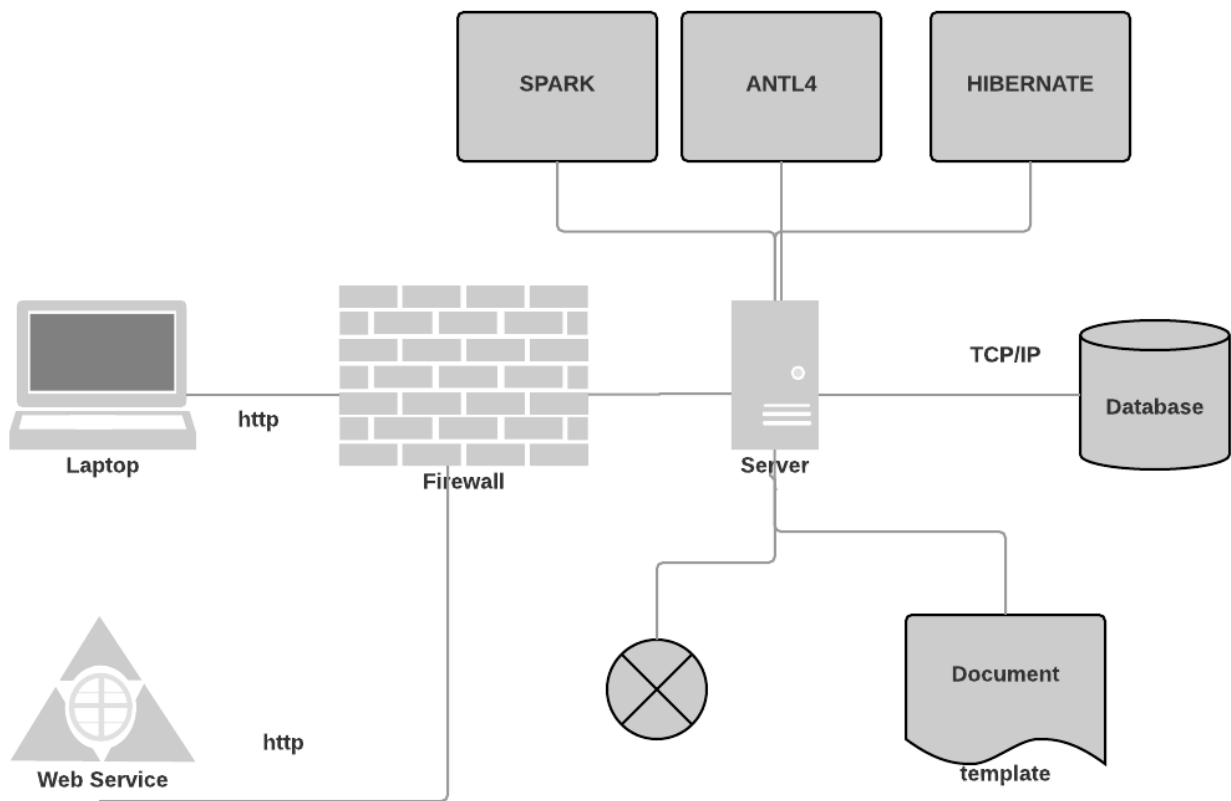 SPARK
ANTL4
HIBERNATE
TCP/IP
Database
http
Laptop
Firewall
Server
Document
template
http
Web Service